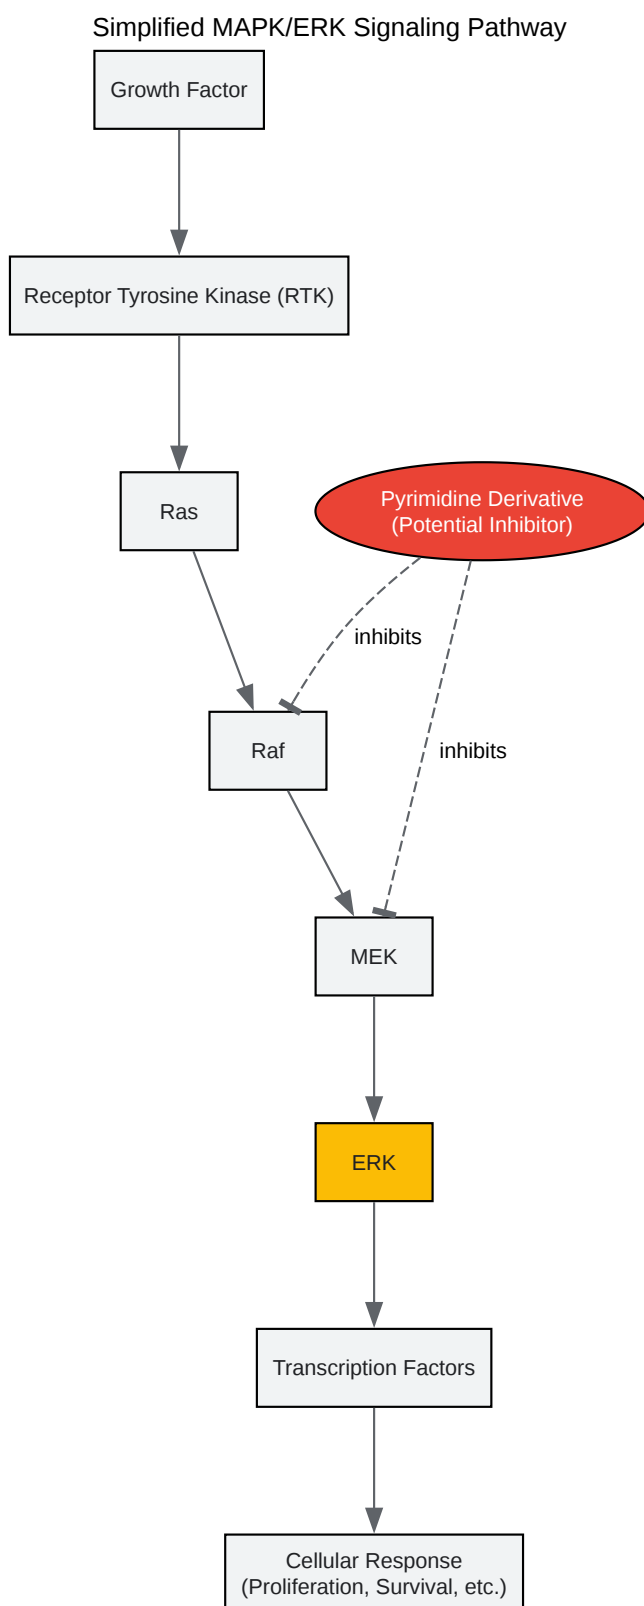 Simplified MAPK/ERK Signaling Pathway
Growth Factor
Receptor Tyrosine Kinase (RTK)
Ras
Pyrimidine Derivative
(Potential Inhibitor)
inhibits
Raf
inhibits
MEK
ERK
Transcription Factors
Cellular Response
(Proliferation, Survival, etc.)